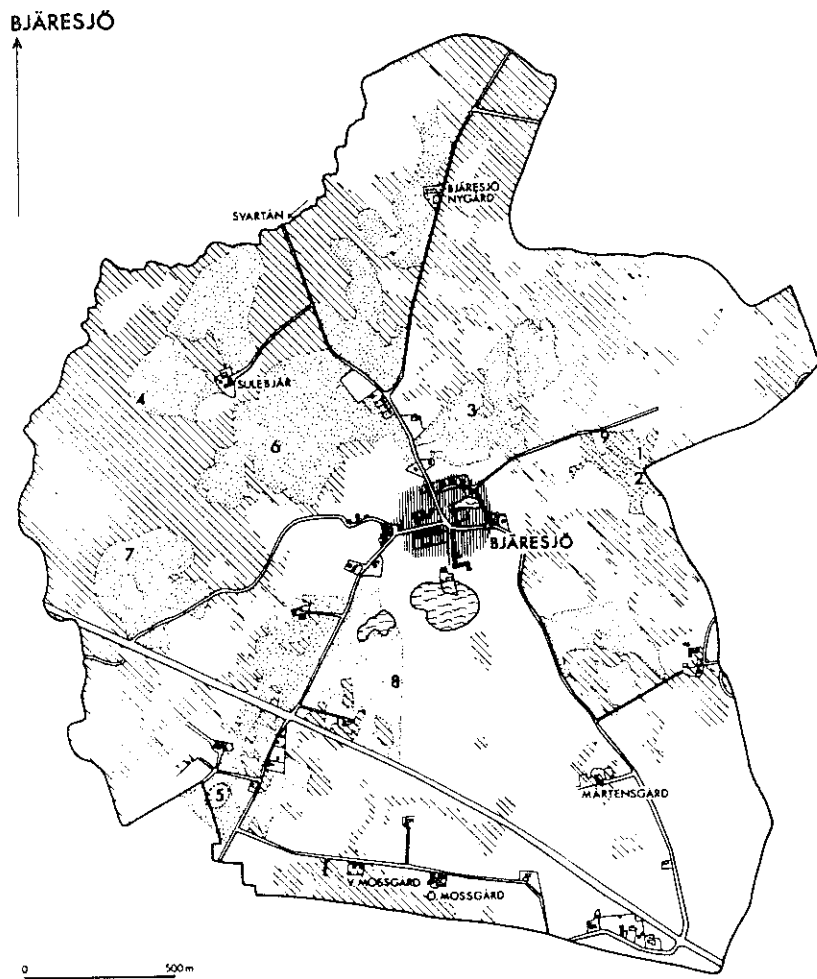 BJÄRESJÖ
BJÄRESJÖ
NYGÅRD
SVARTÅN
SULEBJÄR
4
3
6
9
1
2
7
BJÄRESJÖ
8
5
MÅRTENSGÅRD
V. MOSSGÅRD
Ö. MOSSGÅRD
0 500 m